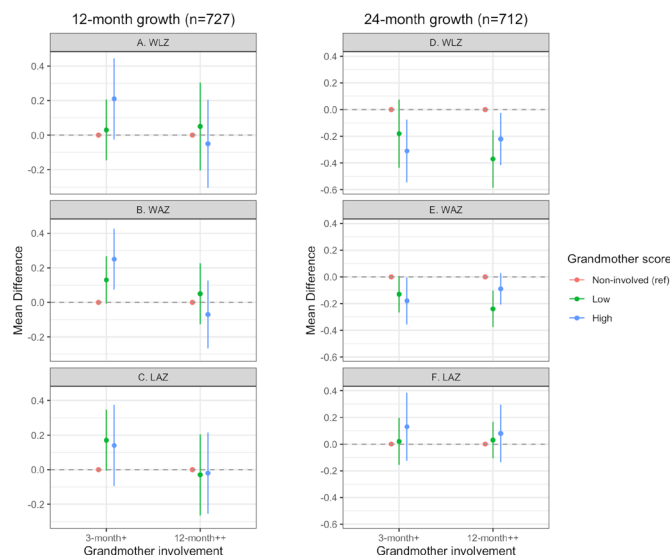 12-month growth (n=727)
24-month growth (n=712)
A. WLZ
0.4
0.2
0.0
-0.2
B. WAZ
0.4
0.2
0.0
-0.2
C. LAZ
0.4
0.2
0.0
-0.2
3-month+
12-month++
Grandmother involvement
Mean Difference
D. WLZ
0.4
0.2
0.0
-0.2
-0.4
-0.6
E. WAZ
0.4
0.2
0.0
-0.2
-0.4
-0.6
F. LAZ
0.4
0.2
0.0
-0.2
-0.4
-0.6
3-month+
12-month++
Grandmother involvement
Mean Difference
Grandmother score
Non-involved (ref)
Low
High